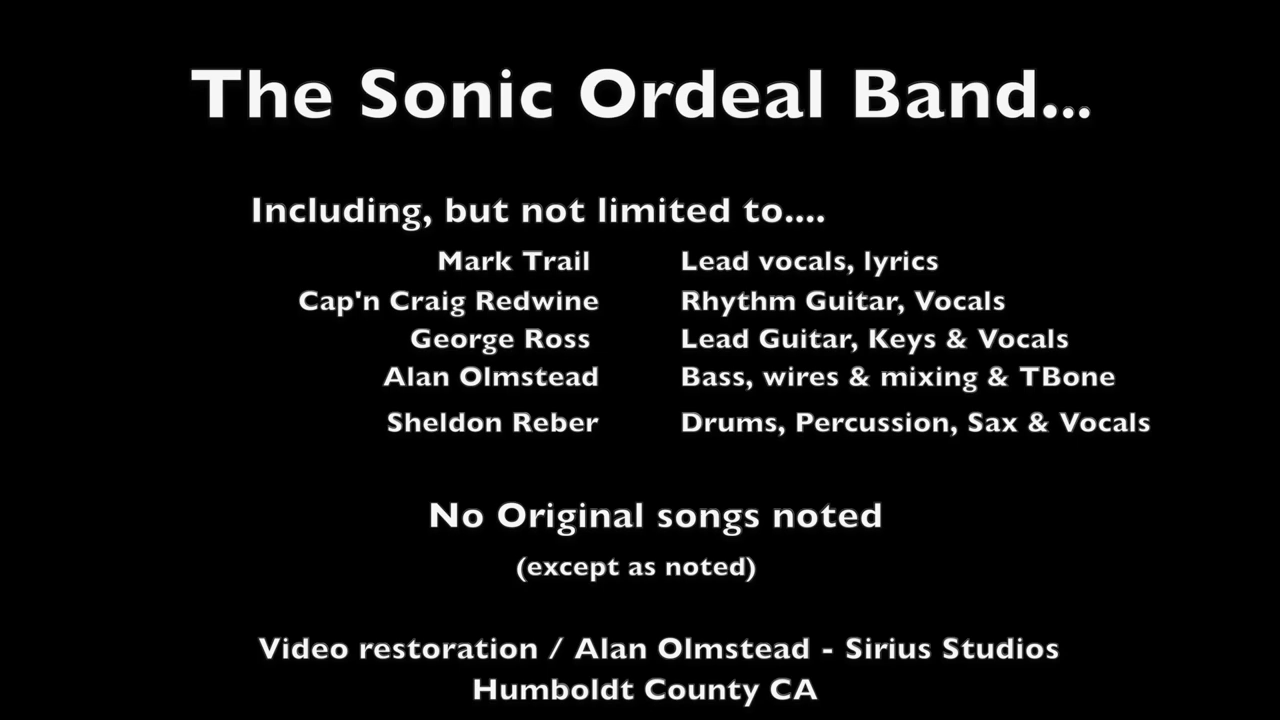 The Sonic Ordeal Band...
Including, but not limited to....
Mark Trail Lead vocals, lyrics
Cap'n Craig Redwine Rhythm Guitar, Vocals
George Ross Lead Guitar, Keys & Vocals
Alan Olmstead Bass, wires & mixing & TBone
Sheldon Reber Drums, Percussion, Sax & Vocals
No Original songs noted
(except as noted)
Video restoration / Alan Olmstead - Sirius Studios
Humboldt County CA